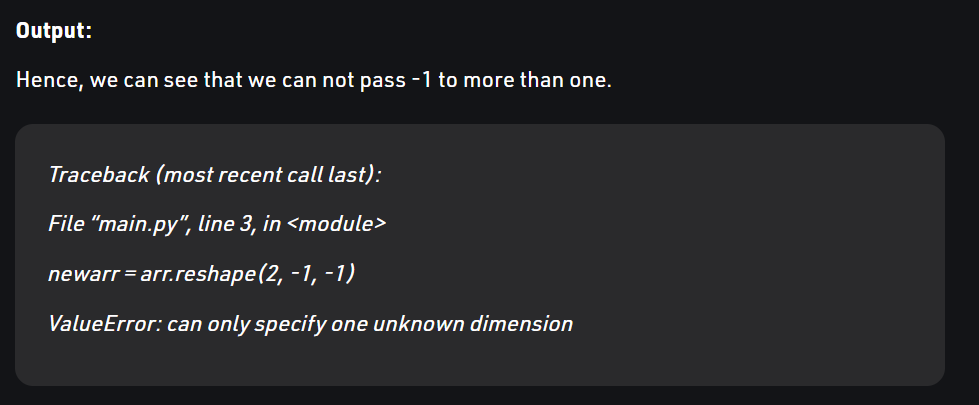 Output:
Hence, we can see that we can not pass -1 to more than one.
Traceback (most recent call last):
File “main.py”, line 3, in <module>
newarr = arr.reshape(2, -1, -1)
ValueError: can only specify one unknown dimension